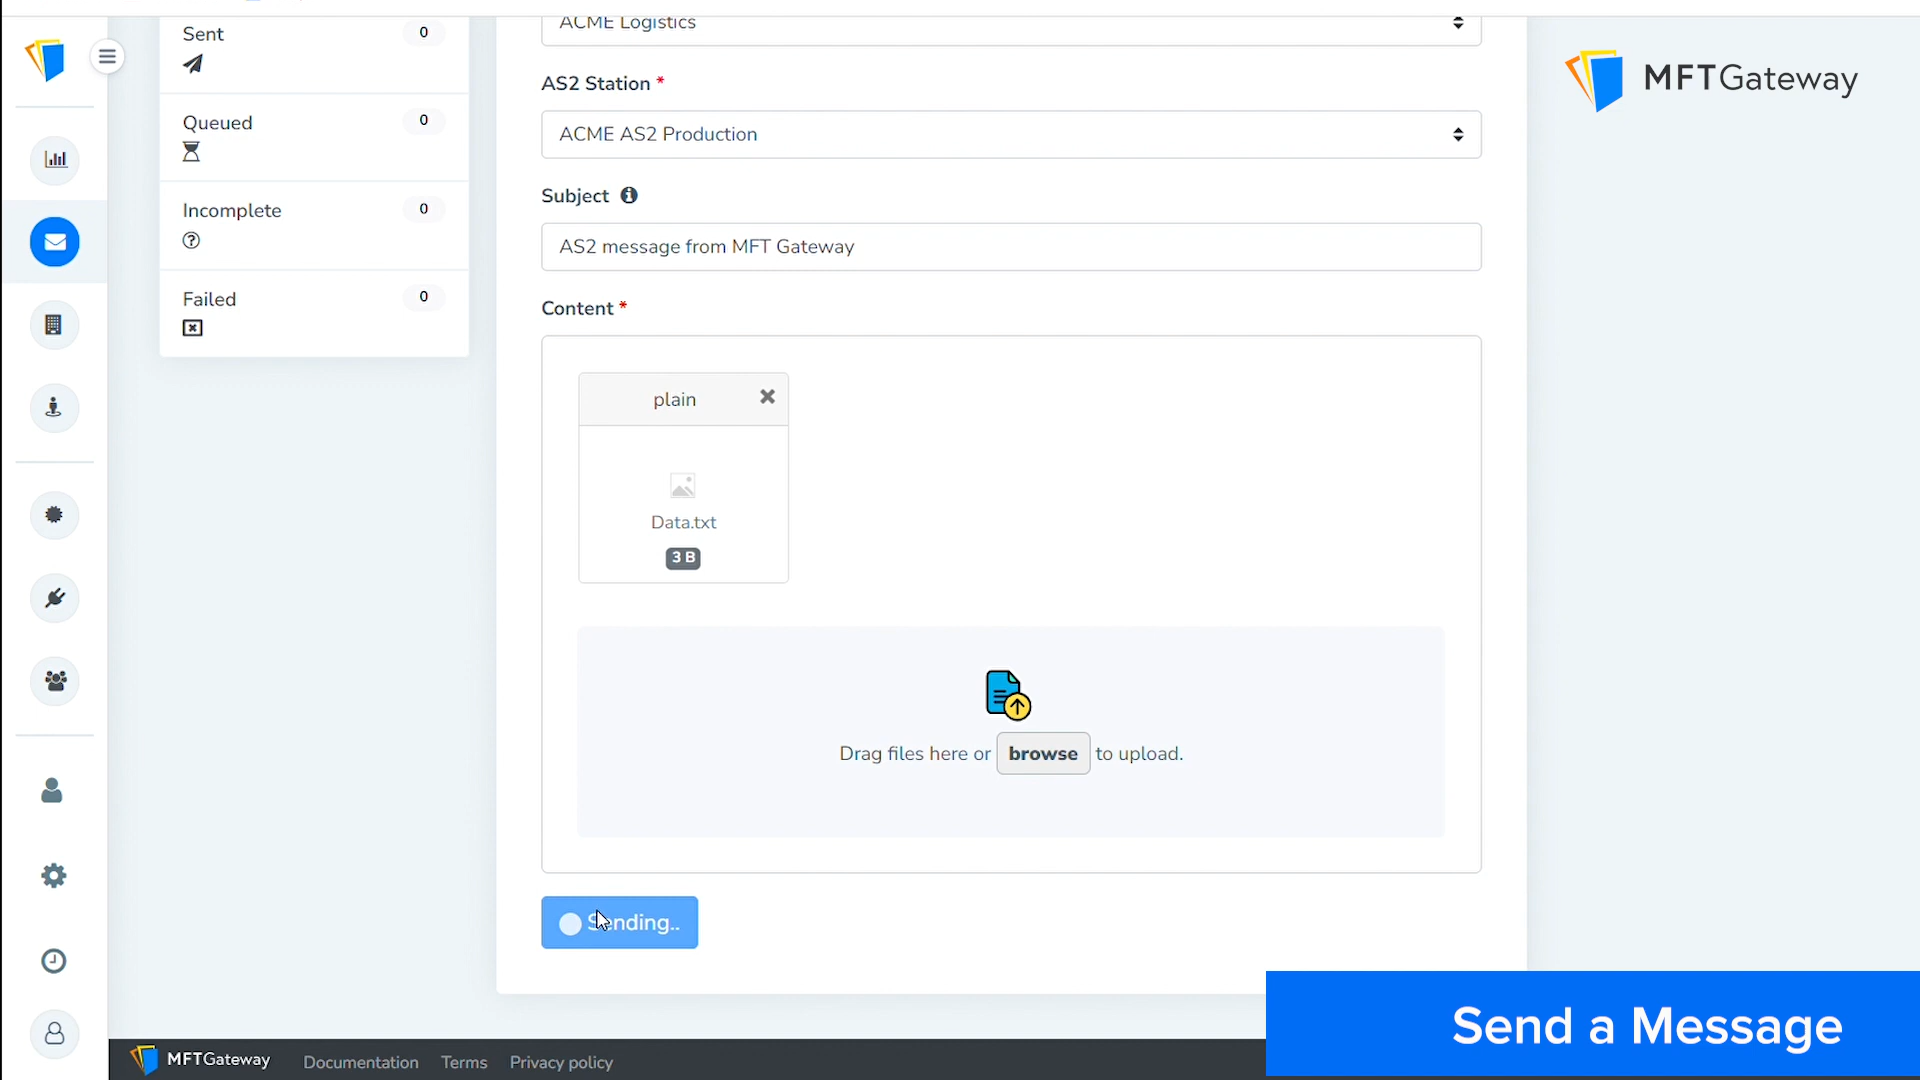 Sent
0
Queued
0
Incomplete
0
Failed
0
ACME Logistics
AS2 Station *
ACME AS2 Production
Subject
AS2 message from MFT Gateway
Content *
plain
Data.txt
3 B
Drag files here or browse to upload.
Sending..
MFTGateway
Send a Message
MFTGateway
Documentation
Terms
Privacy policy